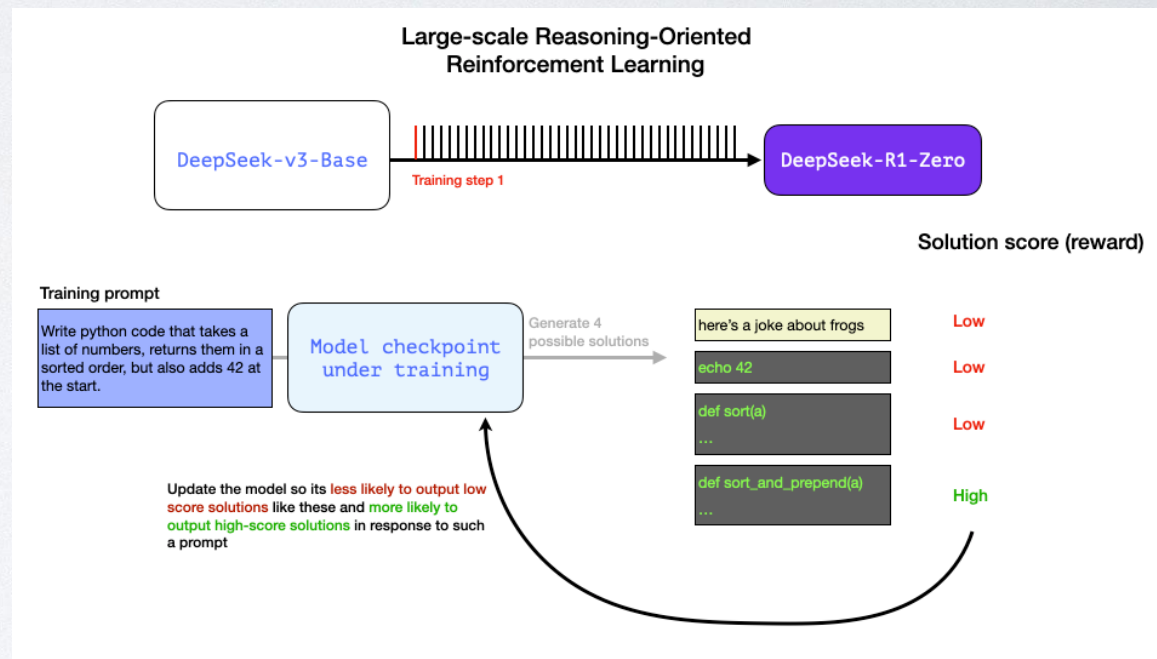 Large-scale Reasoning-Oriented
Reinforcement Learning
DeepSeek-v3-Base
DeepSeek-R1-Zero
Training step 1
Solution score (reward)
Training prompt
Write python code that takes a
list of numbers, returns them in a
sorted order, but also adds 42 at
the start.
Model checkpoint
under training
Generate 4
possible solutions
here's a joke about frogs
Low
echo 42
Low
def sort(a)
...
Low
def sort_and_prepend(a)
...
High
Update the model so its less likely to output low
score solutions like these and more likely to
output high-score solutions in response to such
a prompt